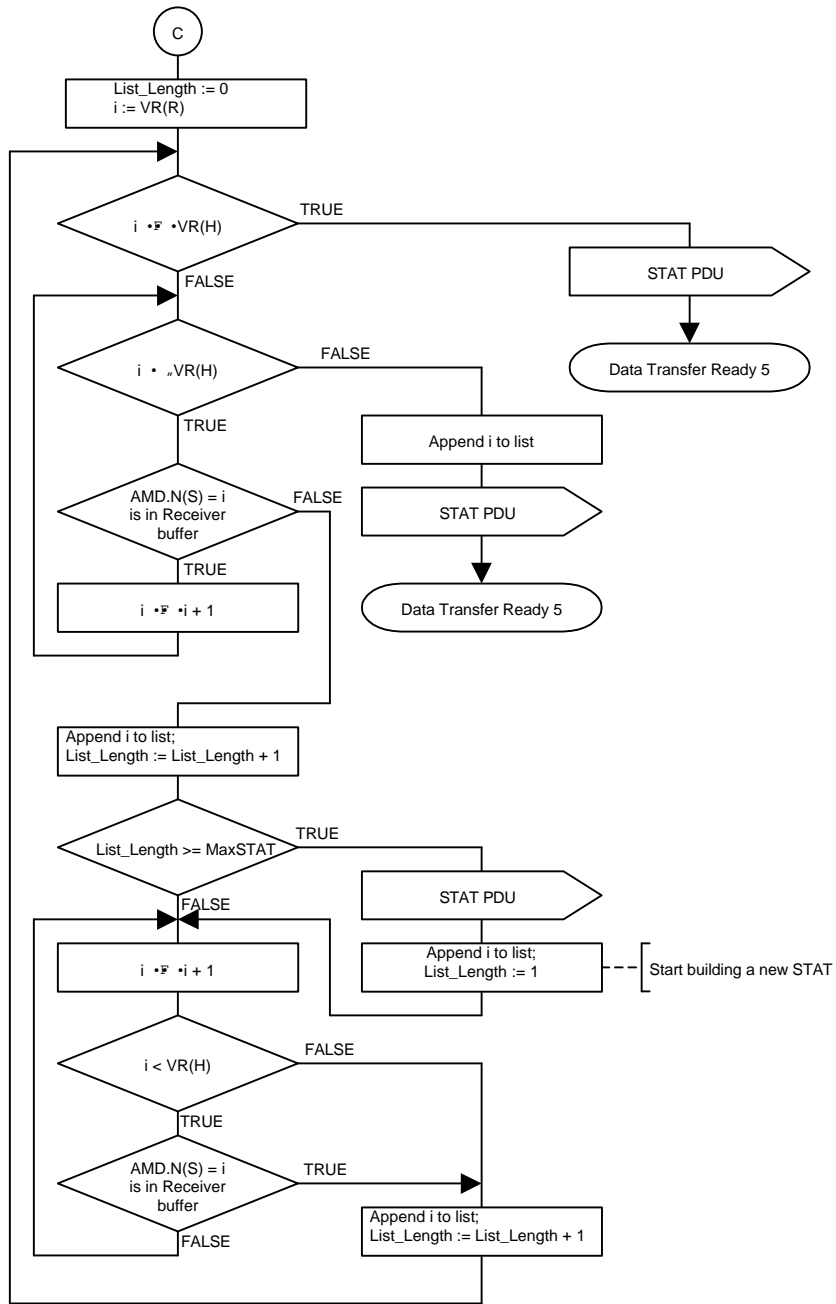 C
List_Length := 0
i := VR(R)
i VR(H)
TRUE
STAT PDU
Data Transfer Ready 5
FALSE
i VR(H)
FALSE
Append i to list
STAT PDU
Data Transfer Ready 5
TRUE
AMD.N(S) = i
is in Receiver
buffer
FALSE
TRUE
i i + 1
Append i to list;
List_Length := List_Length + 1
List_Length >= MaxSTAT
TRUE
STAT PDU
FALSE
Append i to list;
List_Length := 1
Start building a new STAT
i i + 1
i < VR(H)
FALSE
TRUE
AMD.N(S) = i
is in Receiver
buffer
TRUE
FALSE
Append i to list;
List_Length := List_Length + 1